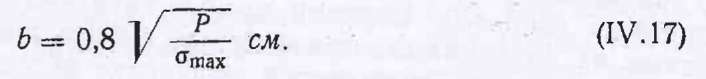 b = 0,8 √(P/σmax) см. (IV.17)